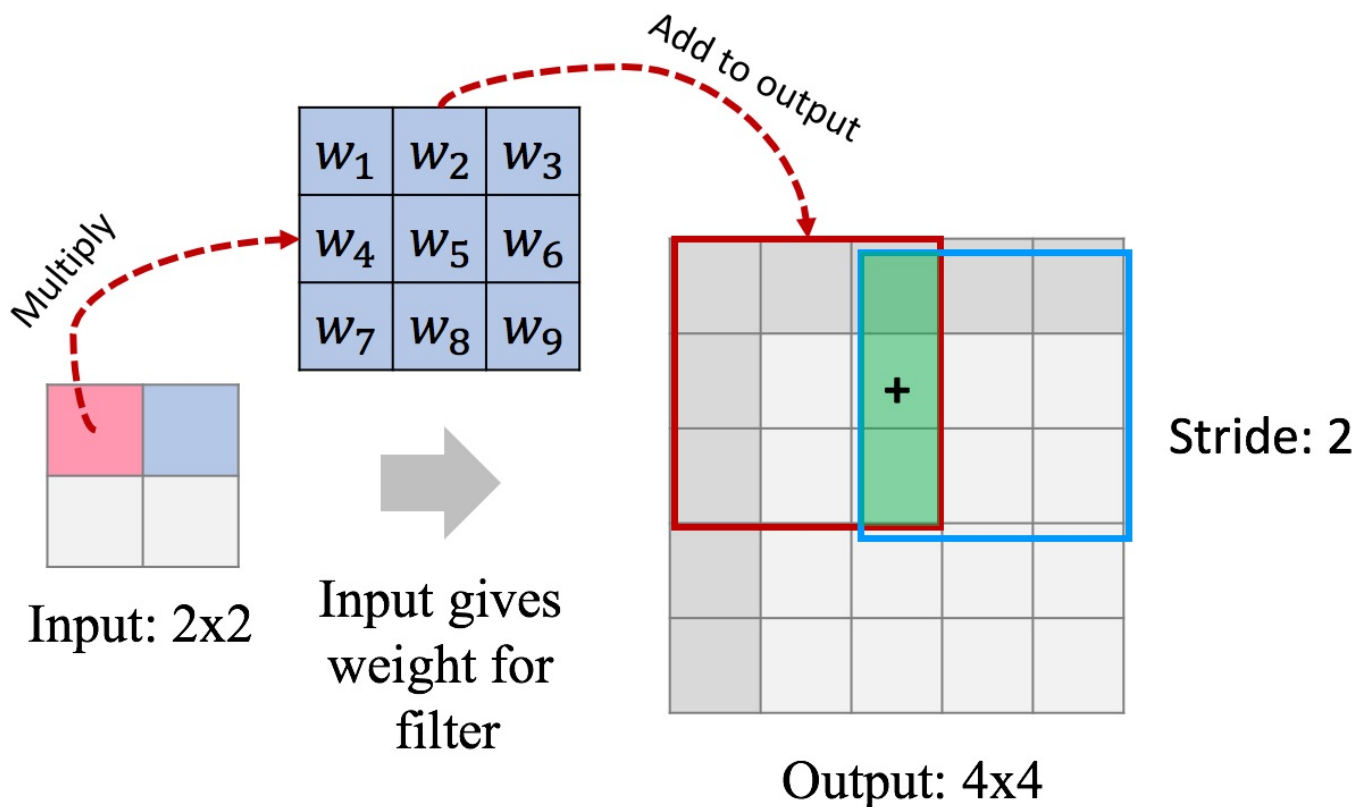 Add to output
w1 w2 w3
w4 w5 w6
w7 w8 w9
Multiply
+
Stride: 2
Input: 2x2
Input gives
weight for
filter
Output: 4x4